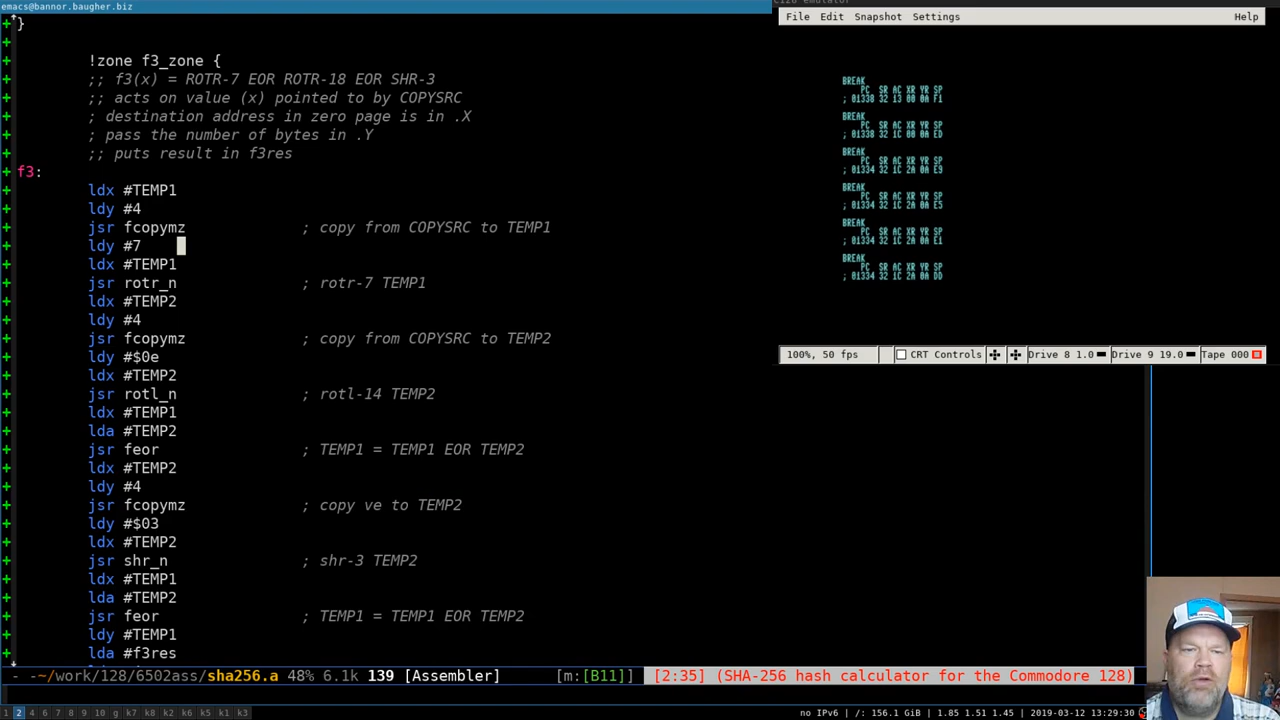 emacs@bannor.baugher.biz
}
!zone f3_zone {
;; f3(x) = ROTR-7 EOR ROTR-18 EOR SHR-3
;; acts on value (x) pointed to by COPYSRC
; destination address in zero page is in .X
; pass the number of bytes in .Y
;; puts result in f3res
f3:
ldx #TEMP1
ldy #4
jsr fcopymz ; copy from COPYSRC to TEMP1
ldy #7
ldx #TEMP1
jsr rotr_n ; rotr-7 TEMP1
ldx #TEMP2
ldy #4
jsr fcopymz ; copy from COPYSRC to TEMP2
ldy #$0e
ldx #TEMP2
jsr rotl_n ; rotl-14 TEMP2
ldx #TEMP1
lda #TEMP2
jsr feor ; TEMP1 = TEMP1 EOR TEMP2
ldx #TEMP2
ldy #4
jsr fcopymz ; copy ve to TEMP2
ldy #$03
ldx #TEMP2
jsr shr_n ; shr-3 TEMP2
ldx #TEMP1
lda #TEMP2
jsr feor ; TEMP1 = TEMP1 EOR TEMP2
ldy #TEMP1
lda #f3res
- -~/work/128/6502ass/sha256.a 48% 6.1k 139 [Assembler] [m:[B11]] [2:35] (SHA-256 hash calculator for the Commodore 128)
1 2 3 4 5 6 7 8 9 10 g k7 k8 k2 k6 k5 k1 k3 no IPv6 | /: 156.1 GiB | 1.85 1.51 1.45 | 2019-03-12 13:29:30
File Edit Snapshot Settings Help
BREAK
PC SR AC XR YR SP
; 01338 32 13 00 0A F1
BREAK
PC SR AC XR YR SP
; 01338 32 1C 00 0A ED
BREAK
PC SR AC XR YR SP
; 01334 32 1C 2A 0A E9
BREAK
PC SR AC XR YR SP
; 01334 32 1C 2A 0A E5
BREAK
PC SR AC XR YR SP
; 01334 32 1C 2A 0A E1
BREAK
PC SR AC XR YR SP
; 01334 32 1C 2A 0A DD
100%, 50 fps CRT Controls Drive 8 1.0 Drive 9 19.0 Tape 000